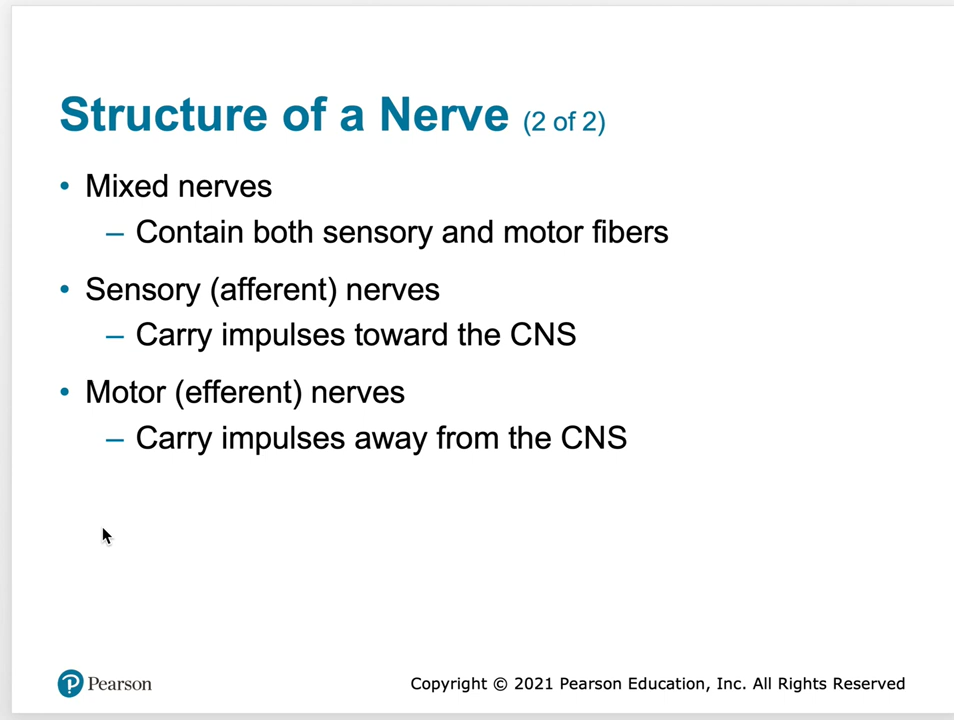 Structure of a Nerve (2 of 2)
• Mixed nerves
– Contain both sensory and motor fibers
• Sensory (afferent) nerves
– Carry impulses toward the CNS
• Motor (efferent) nerves
– Carry impulses away from the CNS
P Pearson
Copyright © 2021 Pearson Education, Inc. All Rights Reserved